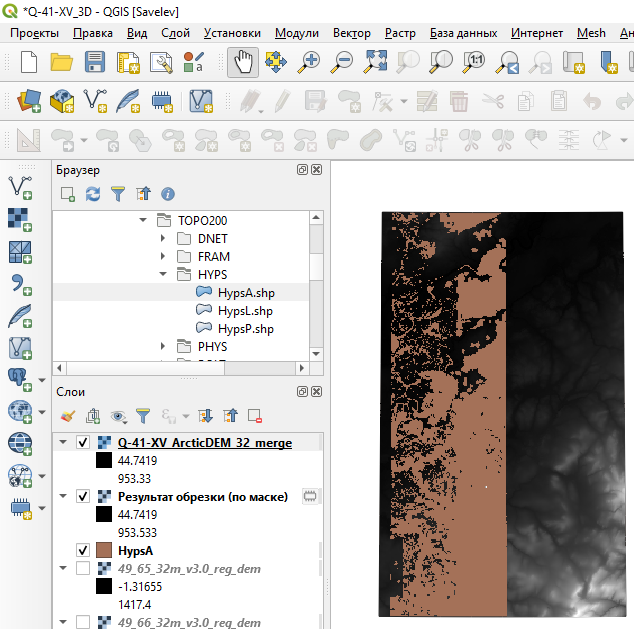 *Q-41-XV_3D - QGIS [Savelev]
Проекты Правка Вид Слой Установки Модули Вектор Растр База данных Интернет Mesh Ан
1:1
Браузер
TOPO200
DNET
FRAM
HYPS
HypsA.shp
HypsL.shp
HypsP.shp
PHYS
Слои
Q-41-XV_ArcticDEM_32_merge
44.7419
953.33
Результат обрезки (по маске)
44.7419
953.533
HypsA
49_65_32m_v3.0_reg_dem
-1.31655
1417.4
49_66_32m_v3.0_reg_dem